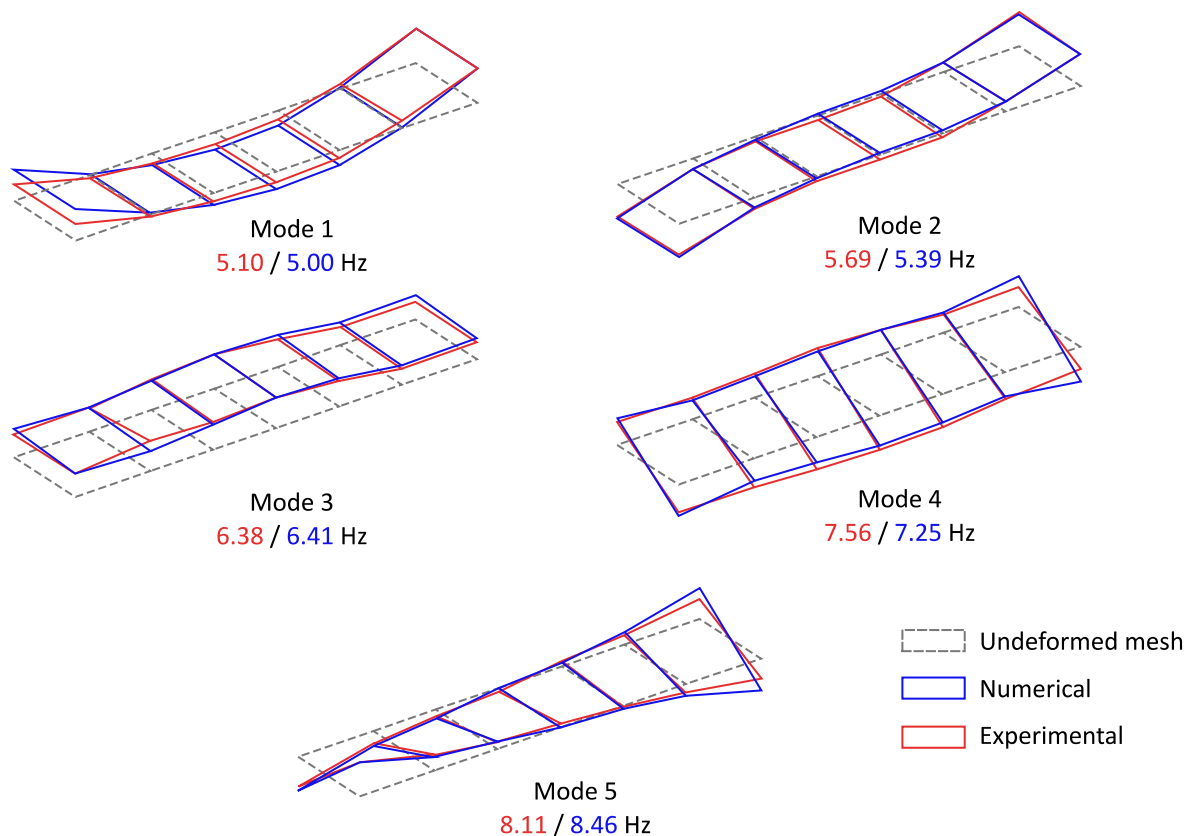 Mode 1
5.10 / 5.00 Hz
Mode 2
5.69 / 5.39 Hz
Mode 3
6.38 / 6.41 Hz
Mode 4
7.56 / 7.25 Hz
Mode 5
8.11 / 8.46 Hz
Undeformed mesh
Numerical
Experimental